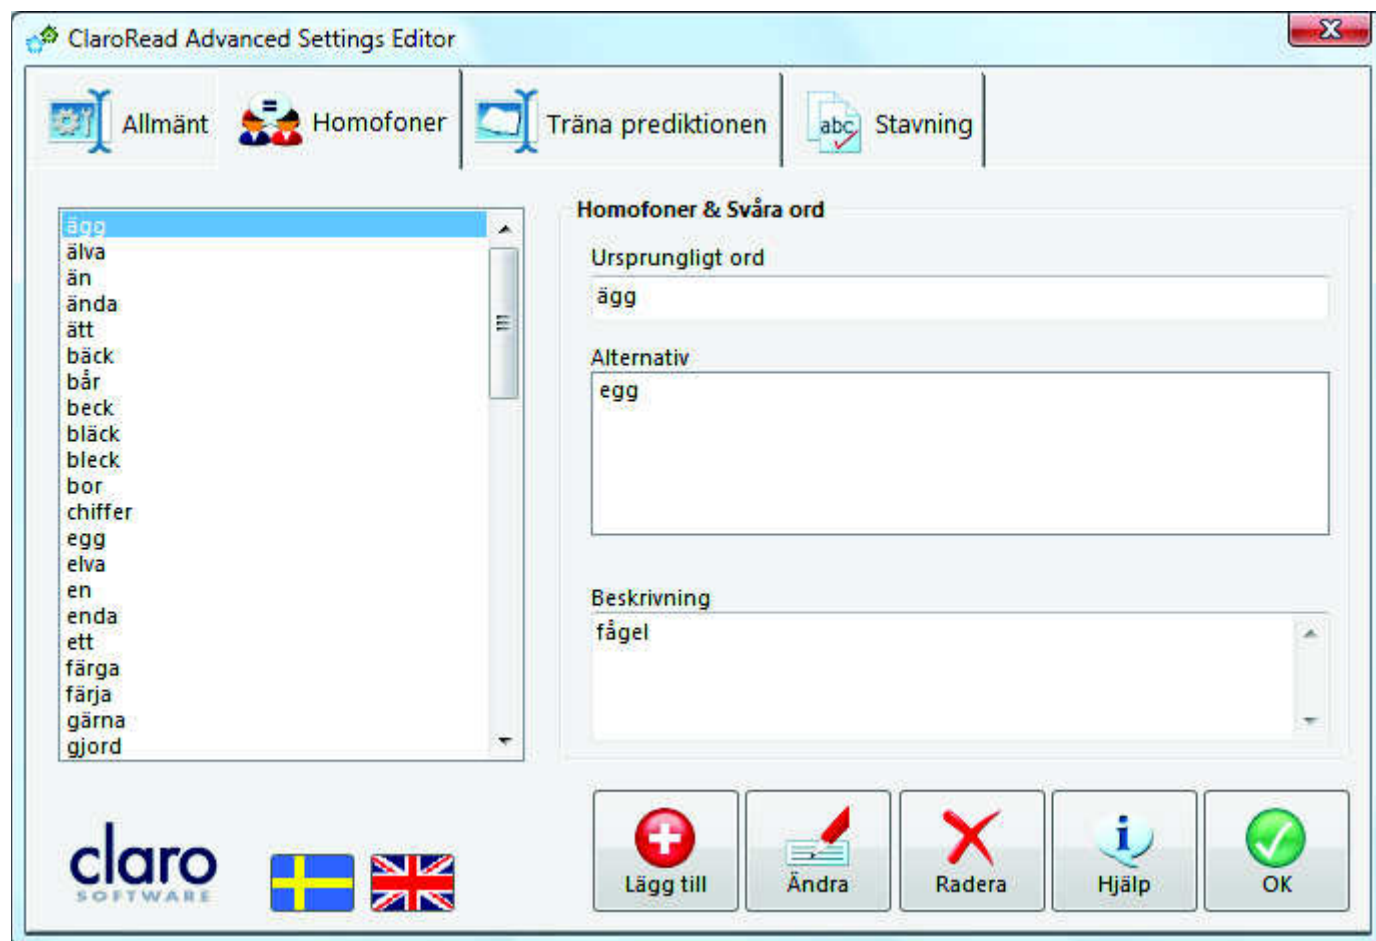 ClaroRead Advanced Settings Editor
Allmänt
Homofoner
Träna prediktionen
abc
Stavning
ägg
älva
än
ända
ätt
bäck
bår
beck
bläck
bleck
bor
chiffer
egg
elva
en
enda
ett
färga
färja
gärna
gjord
Homofoner & Svåra ord
Ursprungligt ord
ägg
Alternativ
egg
Beskrivning
fågel
claro
SOFTWARE
Lägg till
Ändra
Radera
Hjälp
OK